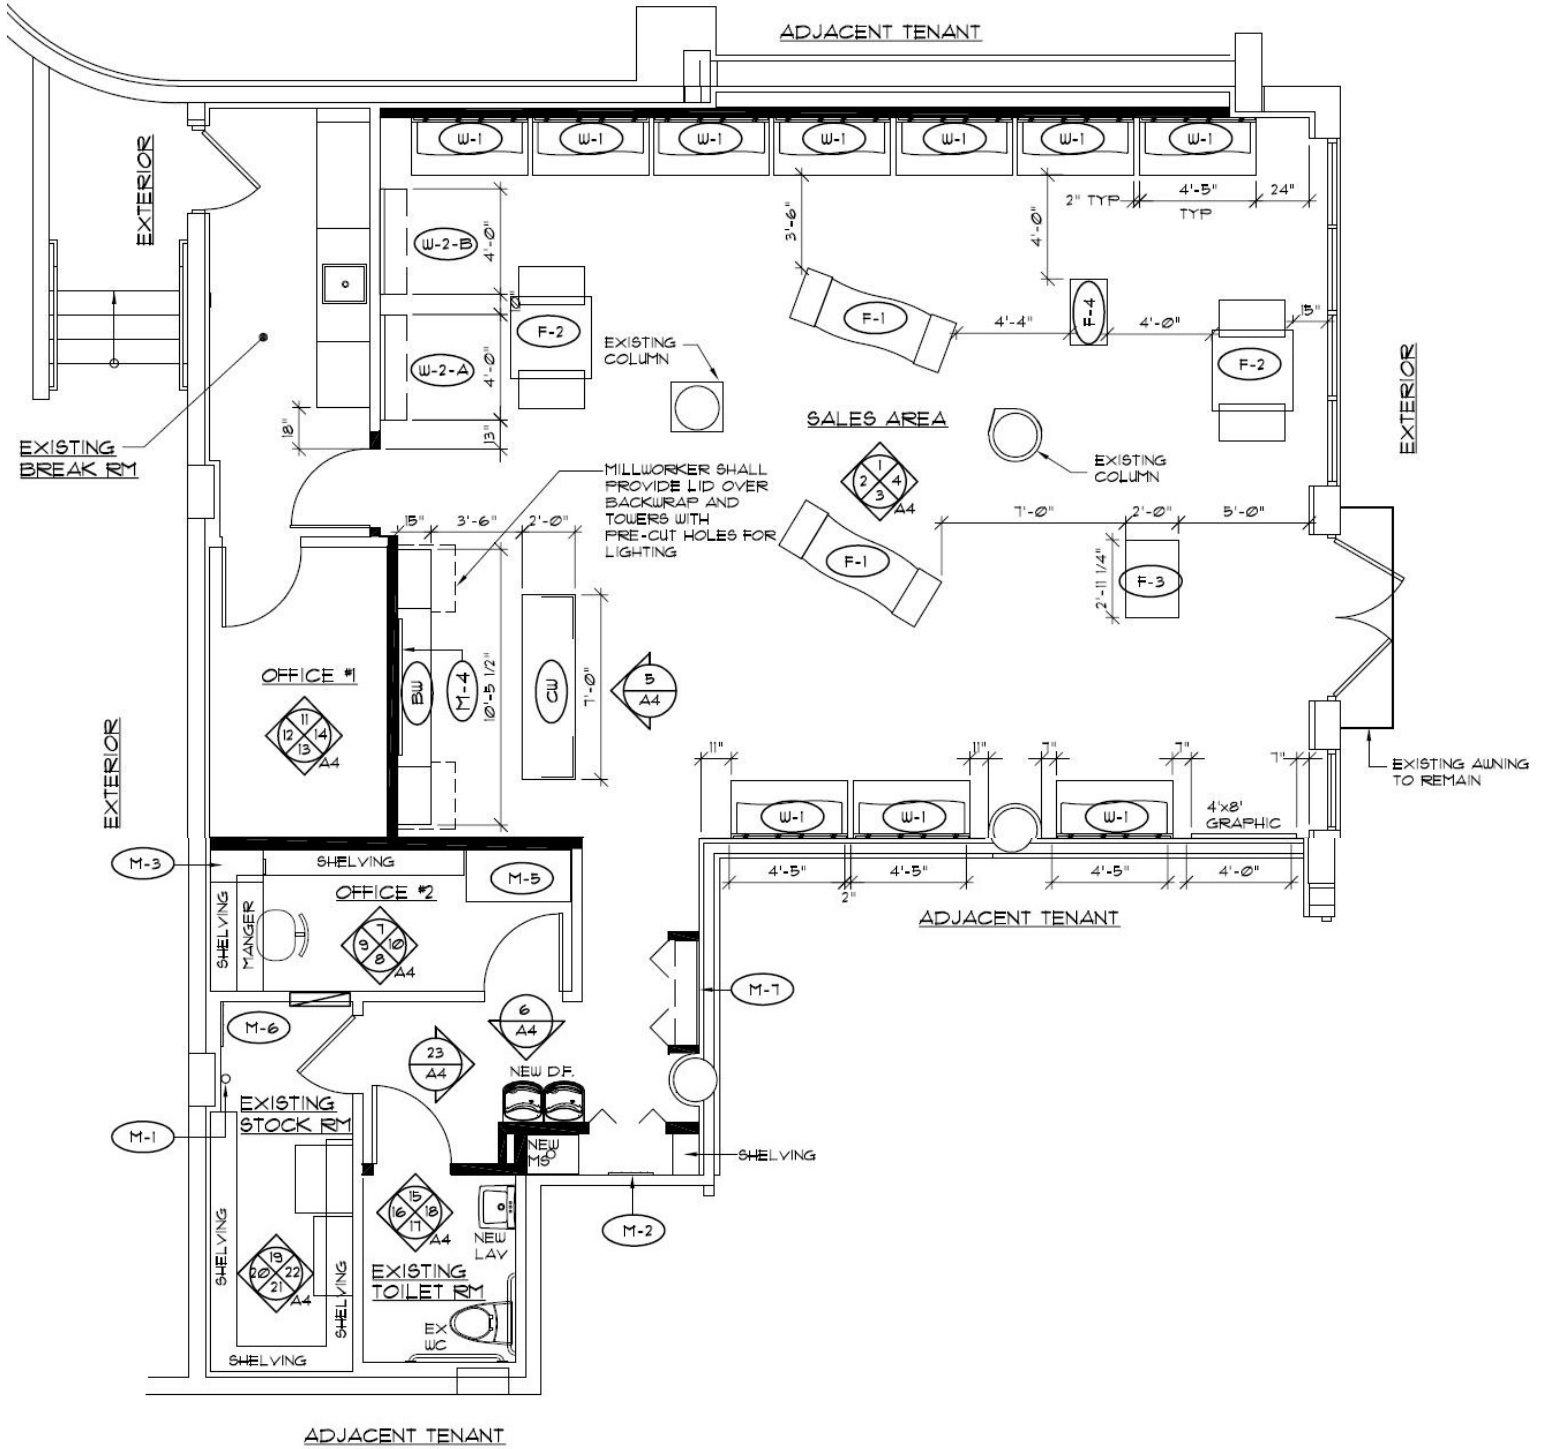 ADJACENT TENANT
EXTERIOR
W-1
W-1
W-1
W-1
W-1
W-1
W-1
2" TYP
4'-5"
TYP
24"
3'-6"
4'-0"
W-2-B
4'-0"
10"
F-2
W-2-A
4'-0"
13"
18"
F-1
4'-4"
F-4
4'-0"
15"
F-2
EXTERIOR
EXISTING
COLUMN
SALES AREA
EXISTING
BREAK RM
1
2
4
3
A4
EXISTING
COLUMN
MILLWORKER SHALL
PROVIDE LID OVER
BACKWRAP AND
TOWERS WITH
PRE-CUT HOLES FOR
LIGHTING
15"
3'-6"
2'-0"
7'-0"
2'-0"
5'-0"
F-1
2'-11 1/4"
F-3
OFFICE #1
11
12
14
13
A4
BW
M-4
10'-5 1/2"
CW
7'-0"
5
A4
EXTERIOR
11"
11"
7"
7"
7"
EXISTING AWNING
TO REMAIN
W-1
W-1
W-1
4'x8'
GRAPHIC
4'-5"
2"
4'-5"
4'-5"
4'-0"
ADJACENT TENANT
M-3
SHELVING
M-5
OFFICE #2
SHELVING
MANGER
7
9
10
8
A4
M-7
M-6
6
A4
23
A4
NEW D.F.
EXISTING
STOCK RM
M-1
NEW
MS
SHELVING
M-2
15
16
18
17
A4
NEW
LAV
SHELVING
19
20
22
21
A4
SHELVING
EXISTING
TOILET RM
EX
WC
SHELVING
ADJACENT TENANT